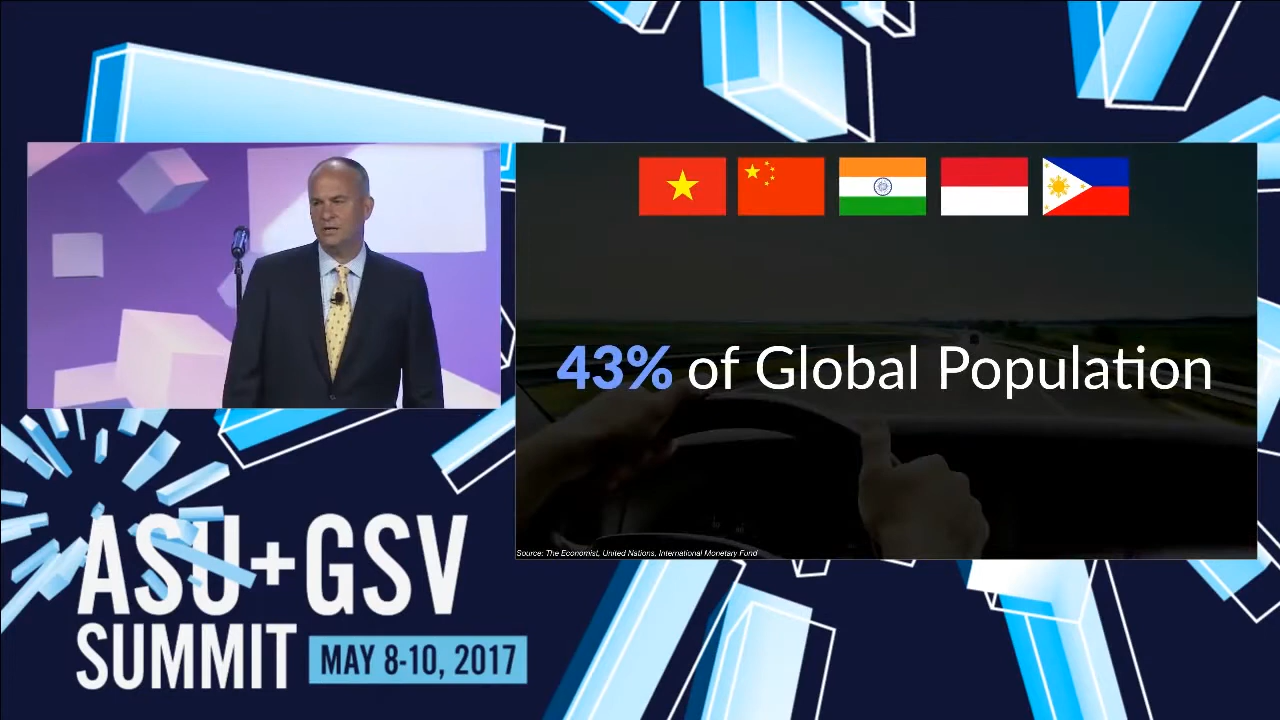 43% of Global Population
Source: The Economist, United Nations, International Monetary Fund
ASU+GSV
SUMMIT
MAY 8-10, 2017